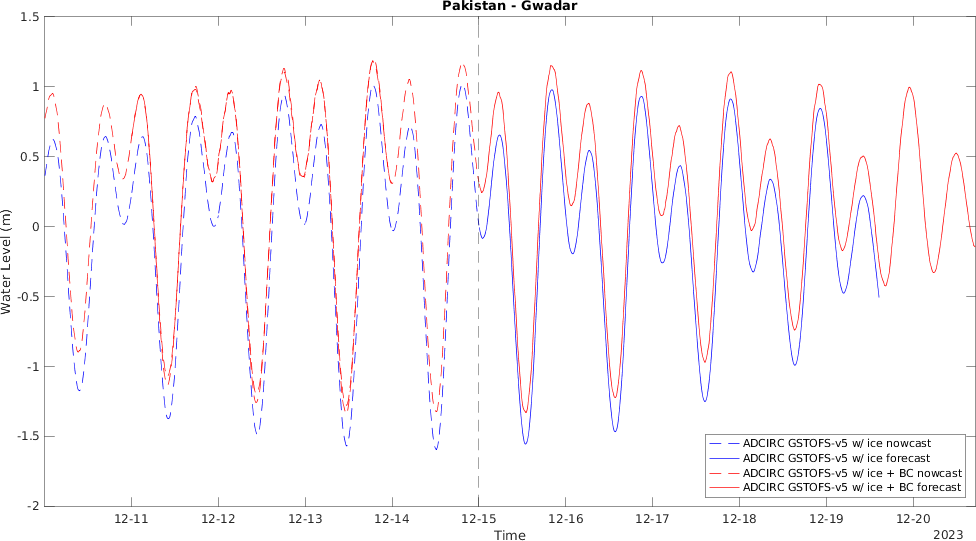 Pakistan - Gwadar
1.5
1
0.5
0
-0.5
-1
-1.5
-2
Water Level (m)
12-11 12-12 12-13 12-14 12-15 12-16 12-17 12-18 12-19 12-20
Time
2023
ADCIRC GSTOFS-v5 w/ ice nowcast
ADCIRC GSTOFS-v5 w/ ice forecast
ADCIRC GSTOFS-v5 w/ ice + BC nowcast
ADCIRC GSTOFS-v5 w/ ice + BC forecast